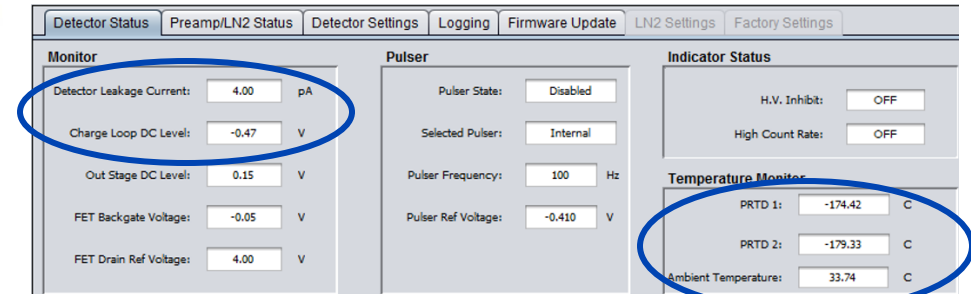 Detector Status Preamp/LN2 Status Detector Settings Logging Firmware Update LN2 Settings Factory Settings
Monitor
Detector Leakage Current: 4.00 pA
Charge Loop DC Level: -0.47 V
Out Stage DC Level: 0.15 V
FET Backgate Voltage: -0.05 V
FET Drain Ref Voltage: 4.00 V
Pulser
Pulser State: Disabled
Selected Pulser: Internal
Pulser Frequency: 100 Hz
Pulser Ref Voltage: -0.410 V
Indicator Status
H.V. Inhibit: OFF
High Count Rate: OFF
Temperature Monitor
PRTD 1: -174.42 C
PRTD 2: -179.33 C
Ambient Temperature: 33.74 C